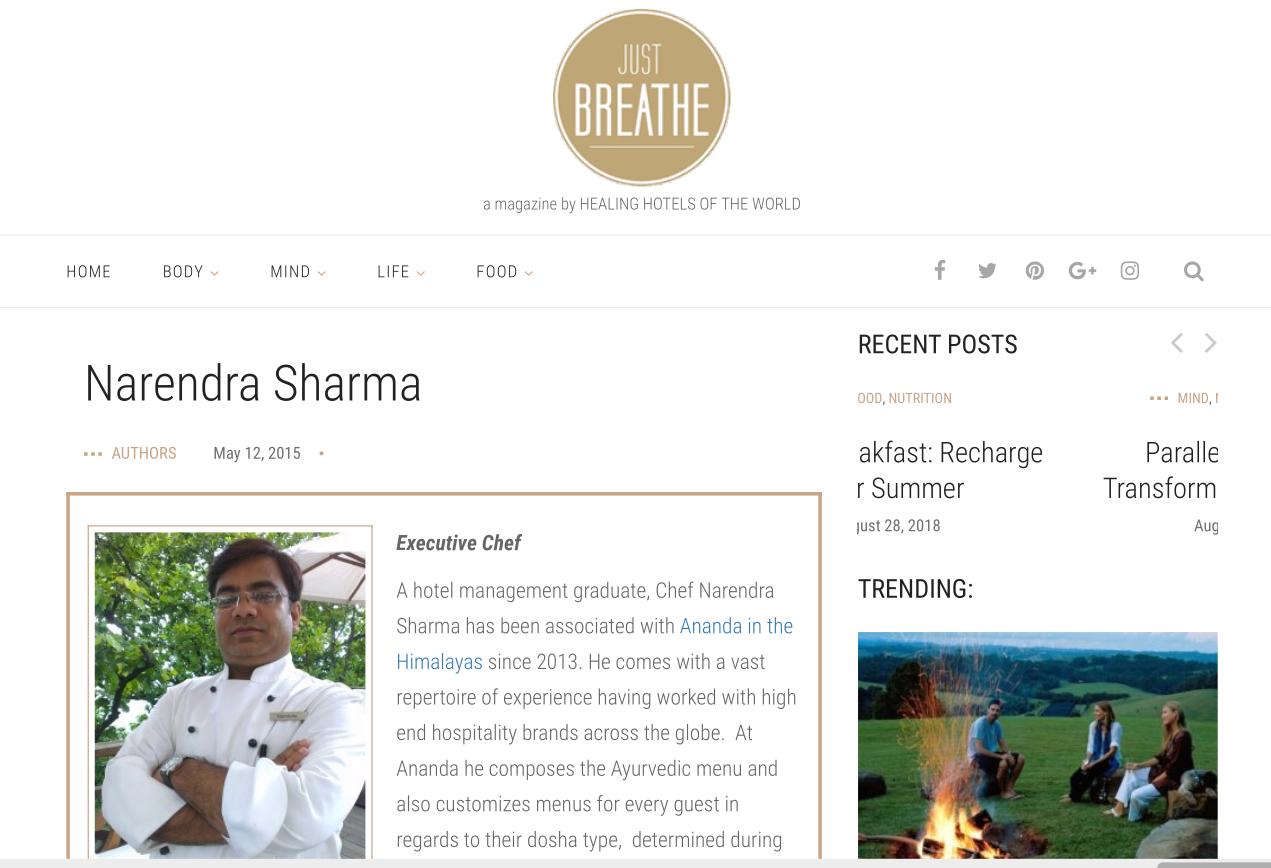 JUST
BREATHE
a magazine by HEALING HOTELS OF THE WORLD
HOME BODY MIND LIFE FOOD
Narendra Sharma
AUTHORS May 12, 2015
Executive Chef
A hotel management graduate, Chef Narendra
Sharma has been associated with Ananda in the
Himalayas since 2013. He comes with a vast
repertoire of experience having worked with high
end hospitality brands across the globe. At
Ananda he composes the Ayurvedic menu and
also customizes menus for every guest in
regards to their dosha type, determined during
RECENT POSTS
OOD, NUTRITION
akfast: Recharge
r Summer
gust 28, 2018
MIND,
Paralle
Transform
Aug
TRENDING: